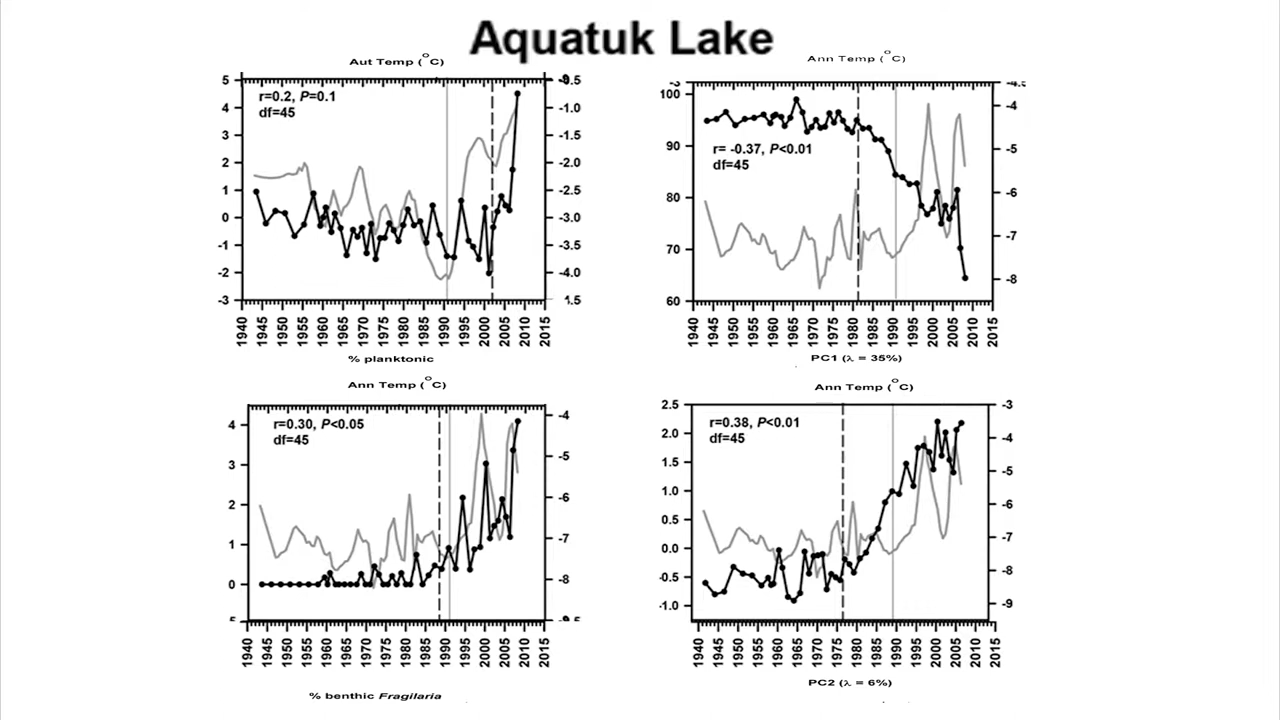 Aquatuk Lake
Aut Temp (°C)
r=0.2, P=0.1
df=45
5
4
3
2
1
0
-1
-2
-3
-9.5
-1.0
-1.5
-2.0
-2.5
-3.0
-3.5
-4.0
1.5
1940 1945 1950 1955 1960 1965 1970 1975 1980 1985 1990 1995 2000 2005 2010 2015
% planktonic
Ann Temp (°C)
r= -0.37, P<0.01
df=45
100
90
80
70
60
-4
-5
-6
-7
-8
1940 1945 1950 1955 1960 1965 1970 1975 1980 1985 1990 1995 2000 2005 2010 2015
PC1 (λ = 35%)
Ann Temp (°C)
r=0.30, P<0.05
df=45
4
3
2
1
0
-4
-5
-6
-7
-8
1940 1945 1950 1955 1960 1965 1970 1975 1980 1985 1990 1995 2000 2005 2010 2015
% benthic Fragilaria
Ann Temp (°C)
r=0.38, P<0.01
df=45
2.5
2.0
1.5
1.0
0.5
0.0
-0.5
-1.0
-3
-4
-5
-6
-7
-8
-9
1940 1945 1950 1955 1960 1965 1970 1975 1980 1985 1990 1995 2000 2005 2010 2015
PC2 (λ = 6%)